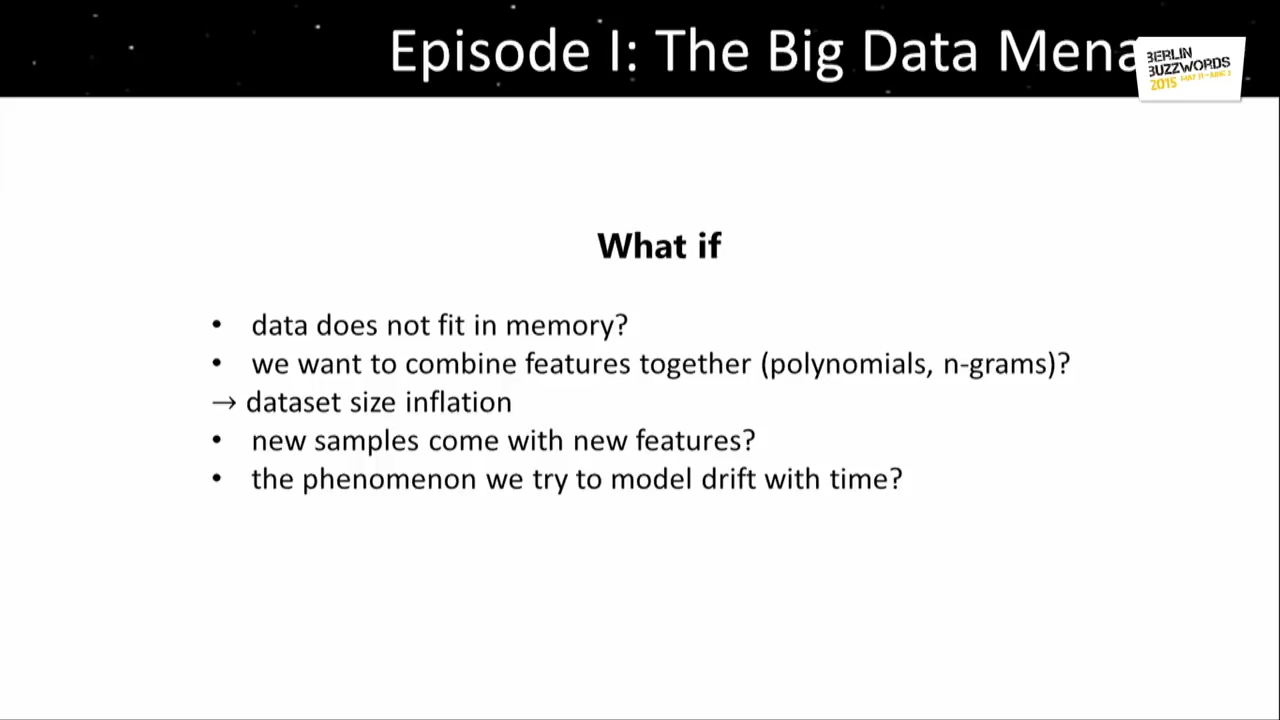 Episode I: The Big Data Mena
BERLIN
BUZZWORDS
2015
What if
• data does not fit in memory?
• we want to combine features together (polynomials, n-grams)?
→ dataset size inflation
• new samples come with new features?
• the phenomenon we try to model drift with time?